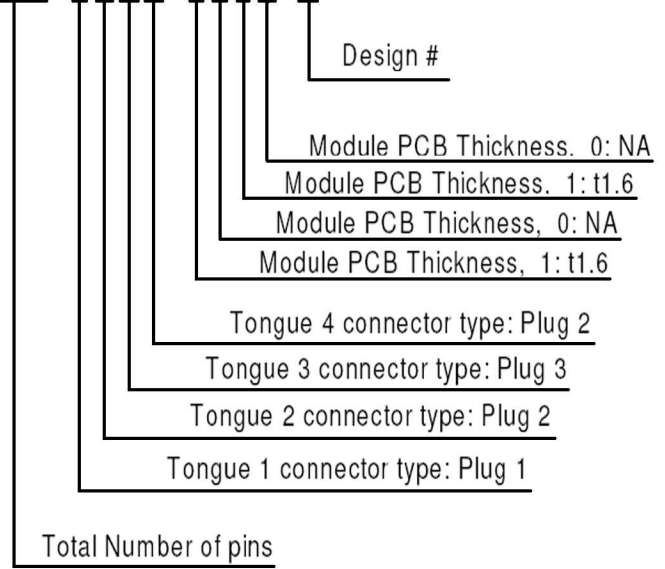 Design #
Module PCB Thickness. 0: NA
Module PCB Thickness. 1: t1.6
Module PCB Thickness, 0: NA
Module PCB Thickness, 1: t1.6
Tongue 4 connector type: Plug 2
Tongue 3 connector type: Plug 3
Tongue 2 connector type: Plug 2
Tongue 1 connector type: Plug 1
Total Number of pins